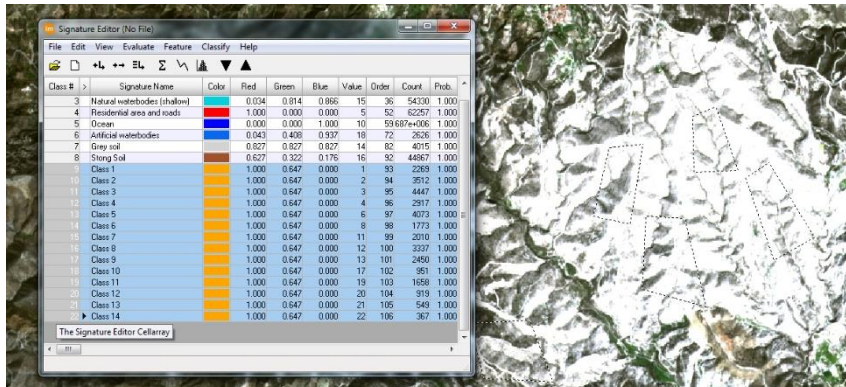 Signature Editor (No File)
File Edit View Evaluate Feature Classify Help
Class # > Signature Name Color Red Green Blue Value Order Count Prob.
3 Natural waterbodies (shallow) 0.034 0.814 0.866 15 36 54330 1.000
4 Residential area and roads 1.000 0.000 0.000 5 52 62257 1.000
5 Ocean 0.000 0.000 1.000 10 59 687e+006 1.000
6 Artificial waterbodies 0.043 0.408 0.937 18 72 2626 1.000
7 Grey soil 0.827 0.827 0.827 14 82 4015 1.000
8 Stong Soil 0.627 0.322 0.176 16 92 44867 1.000
9 Class 1 1.000 0.647 0.000 1 93 2269 1.000
10 Class 2 1.000 0.647 0.000 2 94 3512 1.000
11 Class 3 1.000 0.647 0.000 3 95 4447 1.000
12 Class 4 1.000 0.647 0.000 4 96 2917 1.000
13 Class 5 1.000 0.647 0.000 6 97 4073 1.000
14 Class 6 1.000 0.647 0.000 8 98 1773 1.000
15 Class 7 1.000 0.647 0.000 11 99 2010 1.000
16 Class 8 1.000 0.647 0.000 12 100 3337 1.000
17 Class 9 1.000 0.647 0.000 13 101 2450 1.000
18 Class 10 1.000 0.647 0.000 17 102 951 1.000
19 Class 11 1.000 0.647 0.000 19 103 1658 1.000
20 Class 12 1.000 0.647 0.000 20 104 919 1.000
21 Class 13 1.000 0.647 0.000 21 105 549 1.000
22 Class 14 1.000 0.647 0.000 22 106 367 1.000
The Signature Editor Cellarray